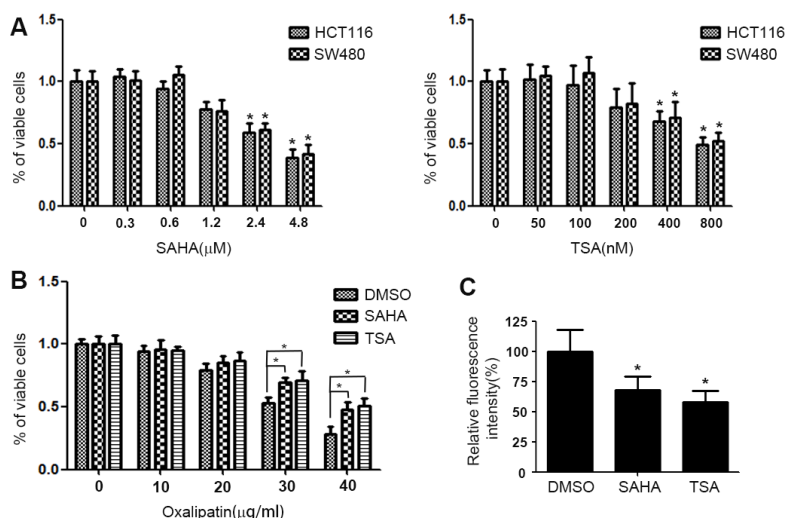 A
% of viable cells
1.5
1.0
0.5
0.0
HCT116
SW480
* * * *
0 0.3 0.6 1.2 2.4 4.8
SAHA(μM)
% of viable cells
1.5
1.0
0.5
0.0
HCT116
SW480
* * * *
0 50 100 200 400 800
TSA(nM)
B
% of viable cells
1.5
1.0
0.5
0.0
DMSO
SAHA
TSA
*
*
*
*
0 10 20 30 40
Oxalipatin(μg/ml)
C
Relative fluorescence
intensity(%)
125
100
75
50
25
0
* *
DMSO SAHA TSA